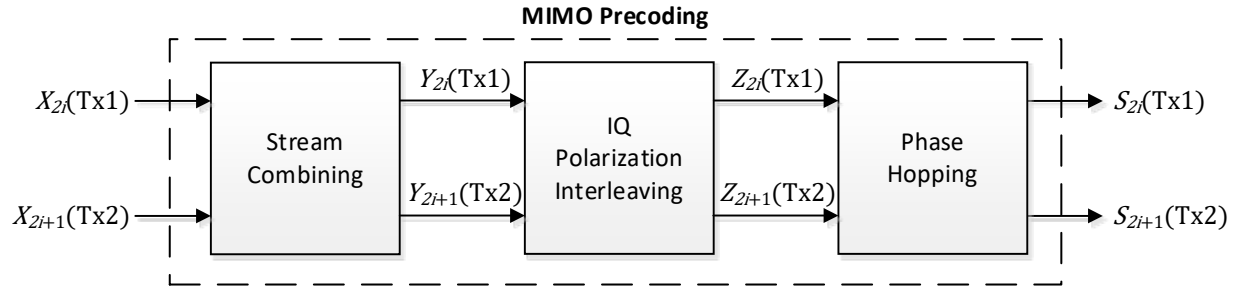 MIMO Precoding
X2i(Tx1)
X2i+1(Tx2)
Stream
Combining
Y2i(Tx1)
Y2i+1(Tx2)
IQ
Polarization
Interleaving
Z2i(Tx1)
Z2i+1(Tx2)
Phase
Hopping
S2i(Tx1)
S2i+1(Tx2)